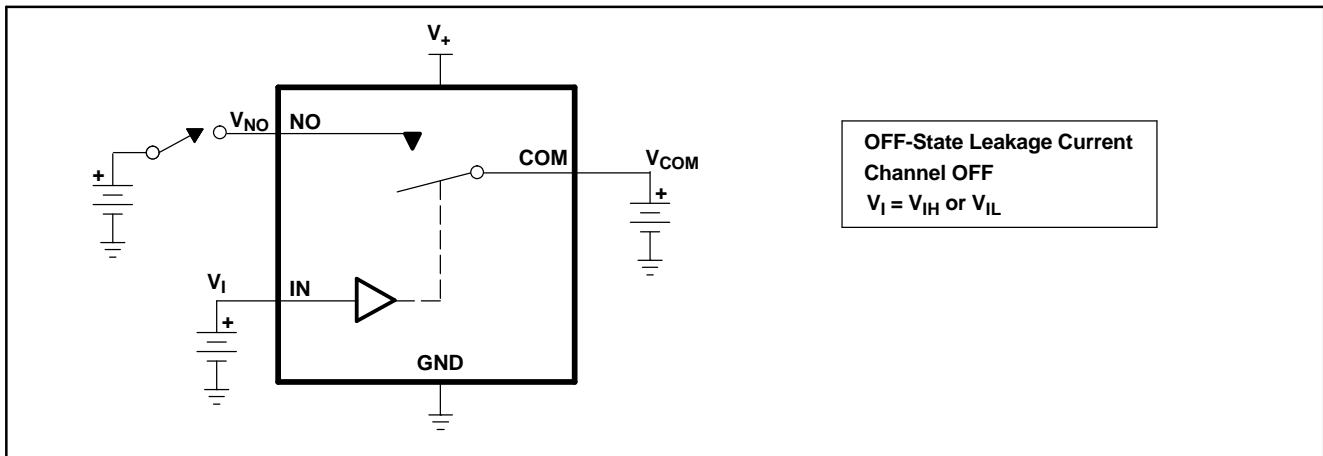 V+
VNO NO
+
COM VCOM
+
VI IN
+
GND
OFF-State Leakage Current
Channel OFF
VI = VIH or VIL